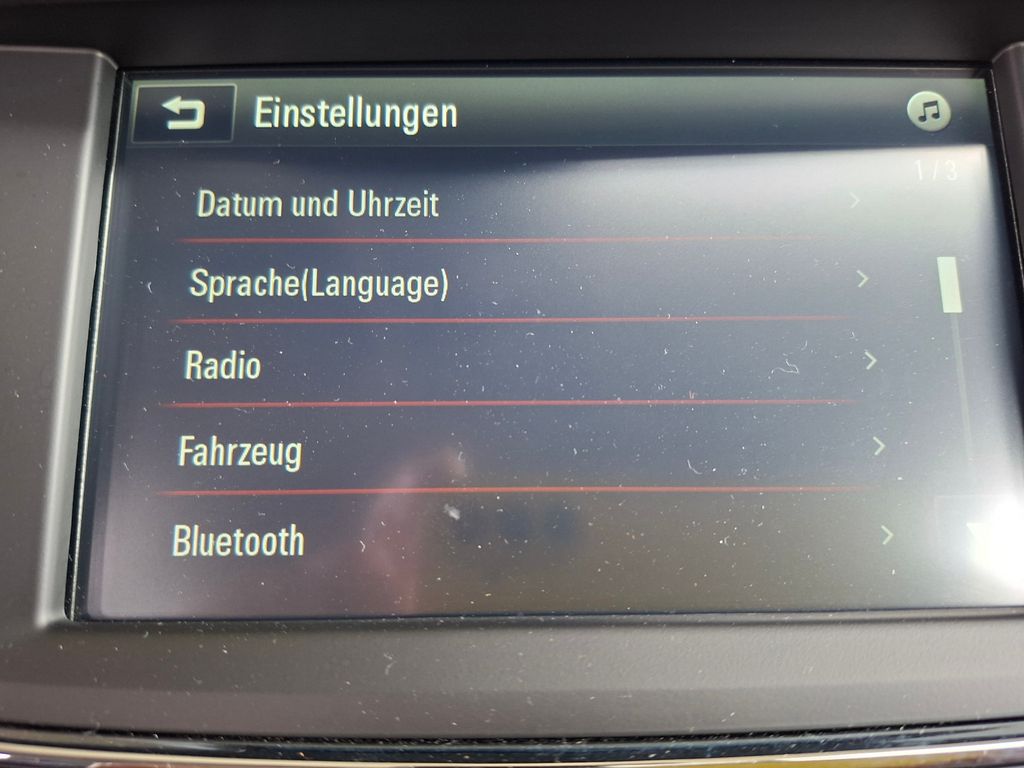 Einstellungen
1/3
Datum und Uhrzeit
Sprache(Language)
Radio
Fahrzeug
Bluetooth